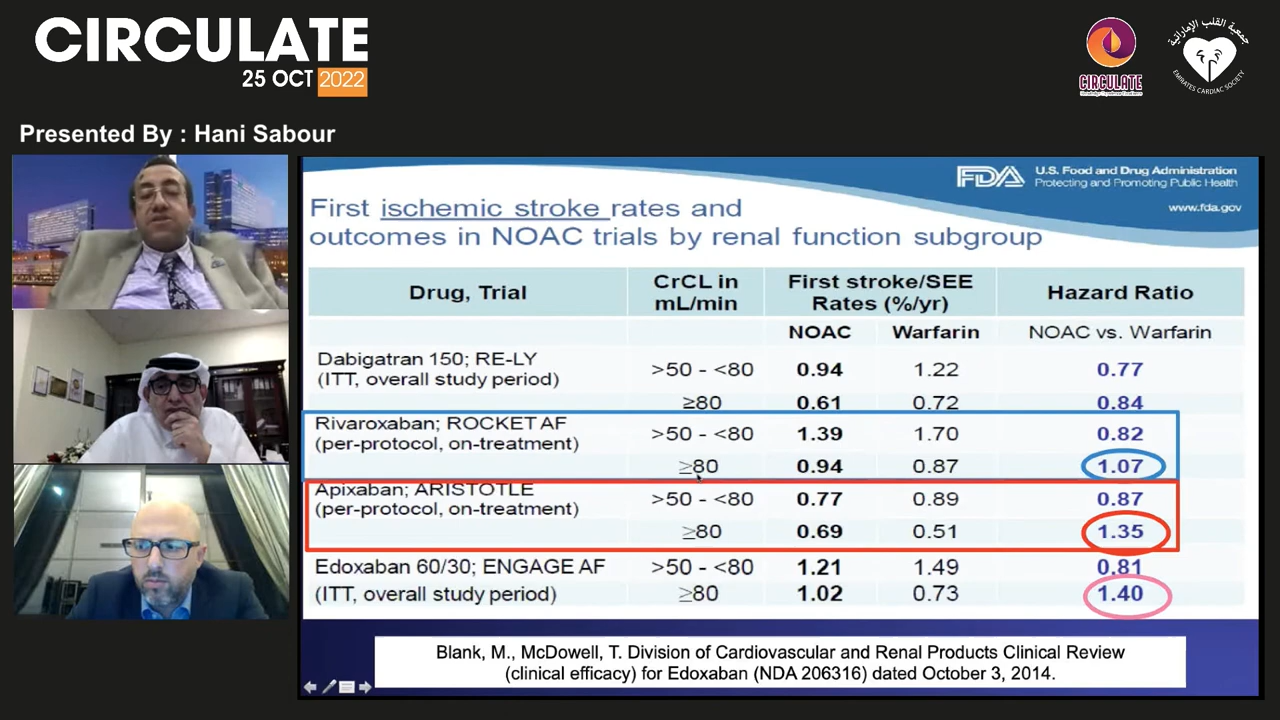 CIRCULATE
25 OCT 2022
CIRCULATE
جمعية القلب الإماراتية
EMIRATES CARDIAC SOCIETY
Presented By : Hani Sabour
FDA U.S. Food and Drug Administration
Protecting and Promoting Public Health
www.fda.gov
First ischemic stroke rates and
outcomes in NOAC trials by renal function subgroup
Drug, Trial CrCL in mL/min First stroke/SEE Rates (%/yr) Hazard Ratio
NOAC Warfarin NOAC vs. Warfarin
Dabigatran 150; RE-LY
(ITT, overall study period) >50 - <80 0.94 1.22 0.77
≥80 0.61 0.72 0.84
Rivaroxaban; ROCKET AF
(per-protocol, on-treatment) >50 - <80 1.39 1.70 0.82
≥80 0.94 0.87 1.07
Apixaban; ARISTOTLE
(per-protocol, on-treatment) >50 - <80 0.77 0.89 0.87
≥80 0.69 0.51 1.35
Edoxaban 60/30; ENGAGE AF >50 - <80 1.21 1.49 0.81
(ITT, overall study period) ≥80 1.02 0.73 1.40
Blank, M., McDowell, T. Division of Cardiovascular and Renal Products Clinical Review
(clinical efficacy) for Edoxaban (NDA 206316) dated October 3, 2014.